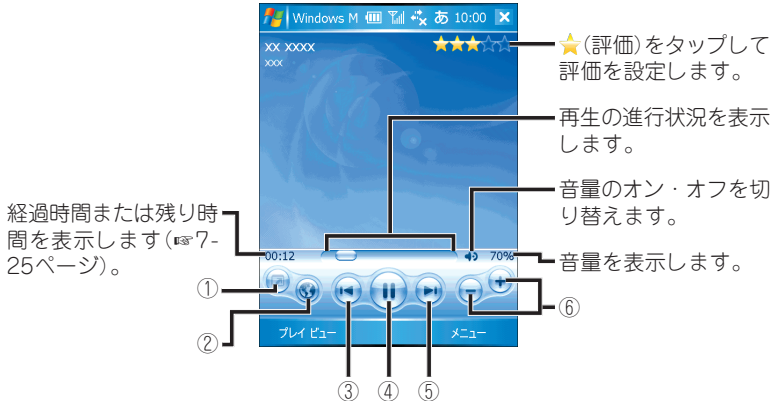 Windows M あ 10:00
xx xxxx
xxx
(評価)をタップして
評価を設定します。
再生の進行状況を表示
します。
音量のオン・オフを切
り替えます。
経過時間または残り時
間を表示します(☞7-
25ページ)。
00:12
70%
音量を表示します。
①
②
⑥
プレイ ビュー
メニュー
③
④
⑤